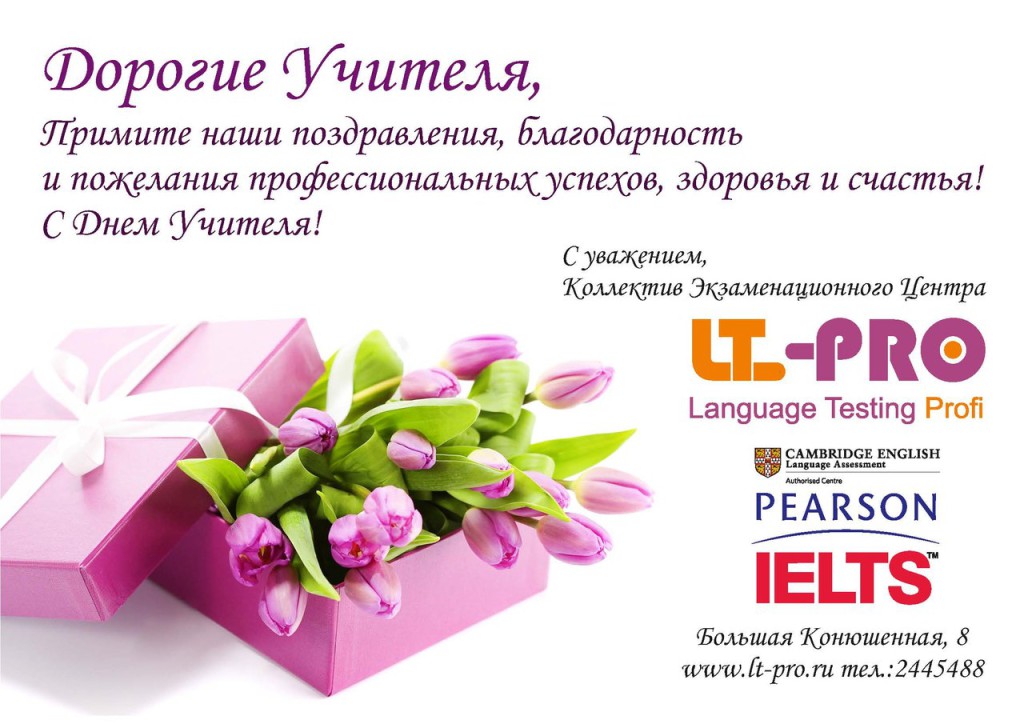 Дорогие Учителя,
Примите наши поздравления, благодарность
и пожелания профессиональных успехов, здоровья и счастья!
С Днем Учителя!
С уважением,
Коллектив Экзаменационного Центра
LT.-PRO
Language Testing Profi
CAMBRIDGE ENGLISH
Language Assessment
Authorised Centre
PEARSON
IELTS™
Большая Конюшенная, 8
www.lt-pro.ru тел.:2445488